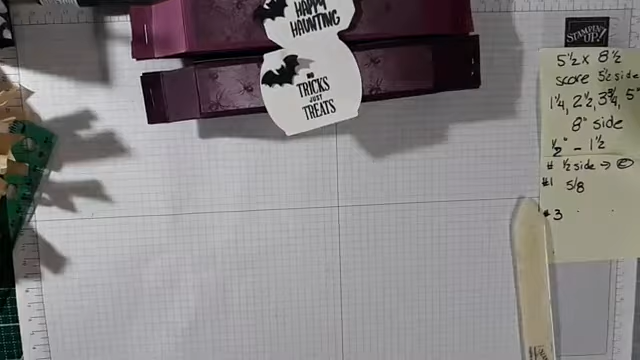 HAPPY
HAUNTING
NO
TRICKS
JUST
TREATS
STAMPIN'
UP!
5½ x 8½
score 5½ side
1¼, 2½, 3¾, 5"
8" side
½" - 1½
# ½ side →
#1 5/8
#3